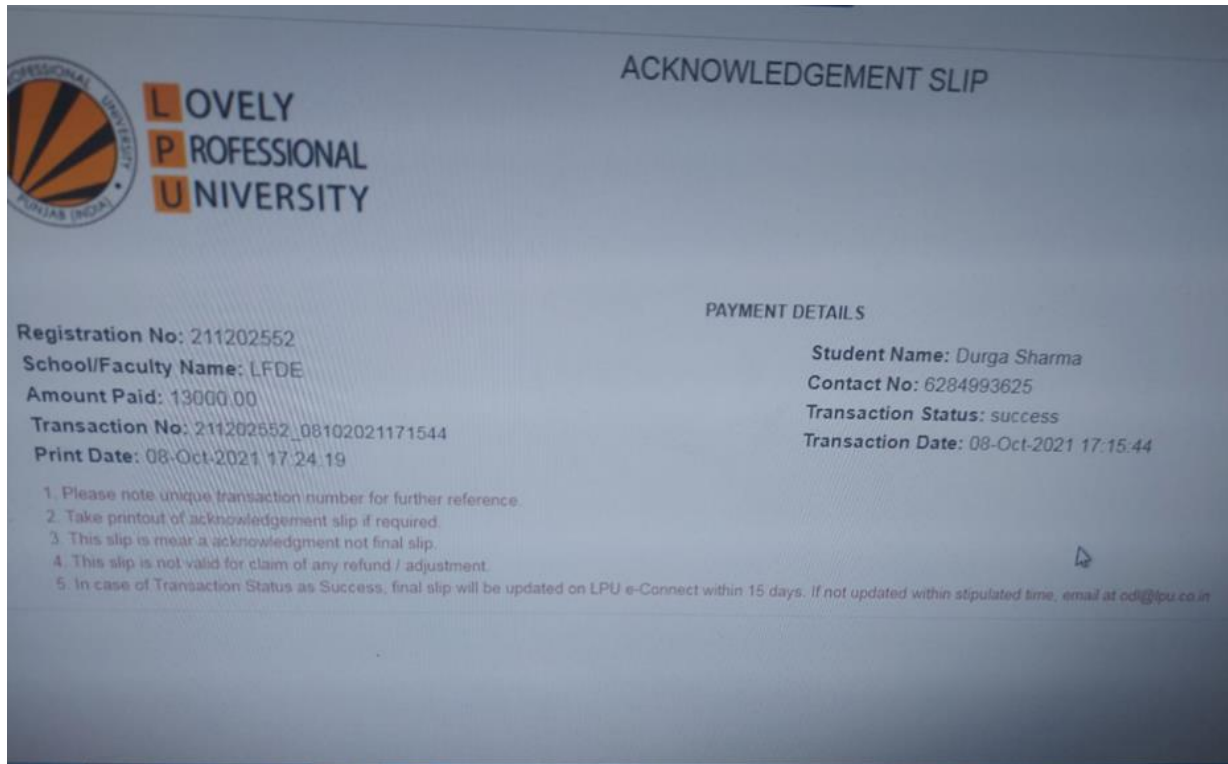 ACKNOWLEDGEMENT SLIP
PROFESSIONAL UNIVERSITY
PUNJAB (INDIA)
LOVELY
PROFESSIONAL
UNIVERSITY
PAYMENT DETAILS
Registration No: 211202552
School/Faculty Name: LFDE
Amount Paid: 13000.00
Transaction No: 211202552_08102021171544
Print Date: 08-Oct-2021 17:24:19
Student Name: Durga Sharma
Contact No: 6284993625
Transaction Status: success
Transaction Date: 08-Oct-2021 17:15:44
1. Please note unique transaction number for further reference.
2. Take printout of acknowledgement slip if required.
3. This slip is mear a acknowledgment not final slip.
4. This slip is not valid for claim of any refund / adjustment.
5. In case of Transaction Status as Success, final slip will be updated on LPU e-Connect within 15 days. If not updated within stipulated time, email at odl@lpu.co.in